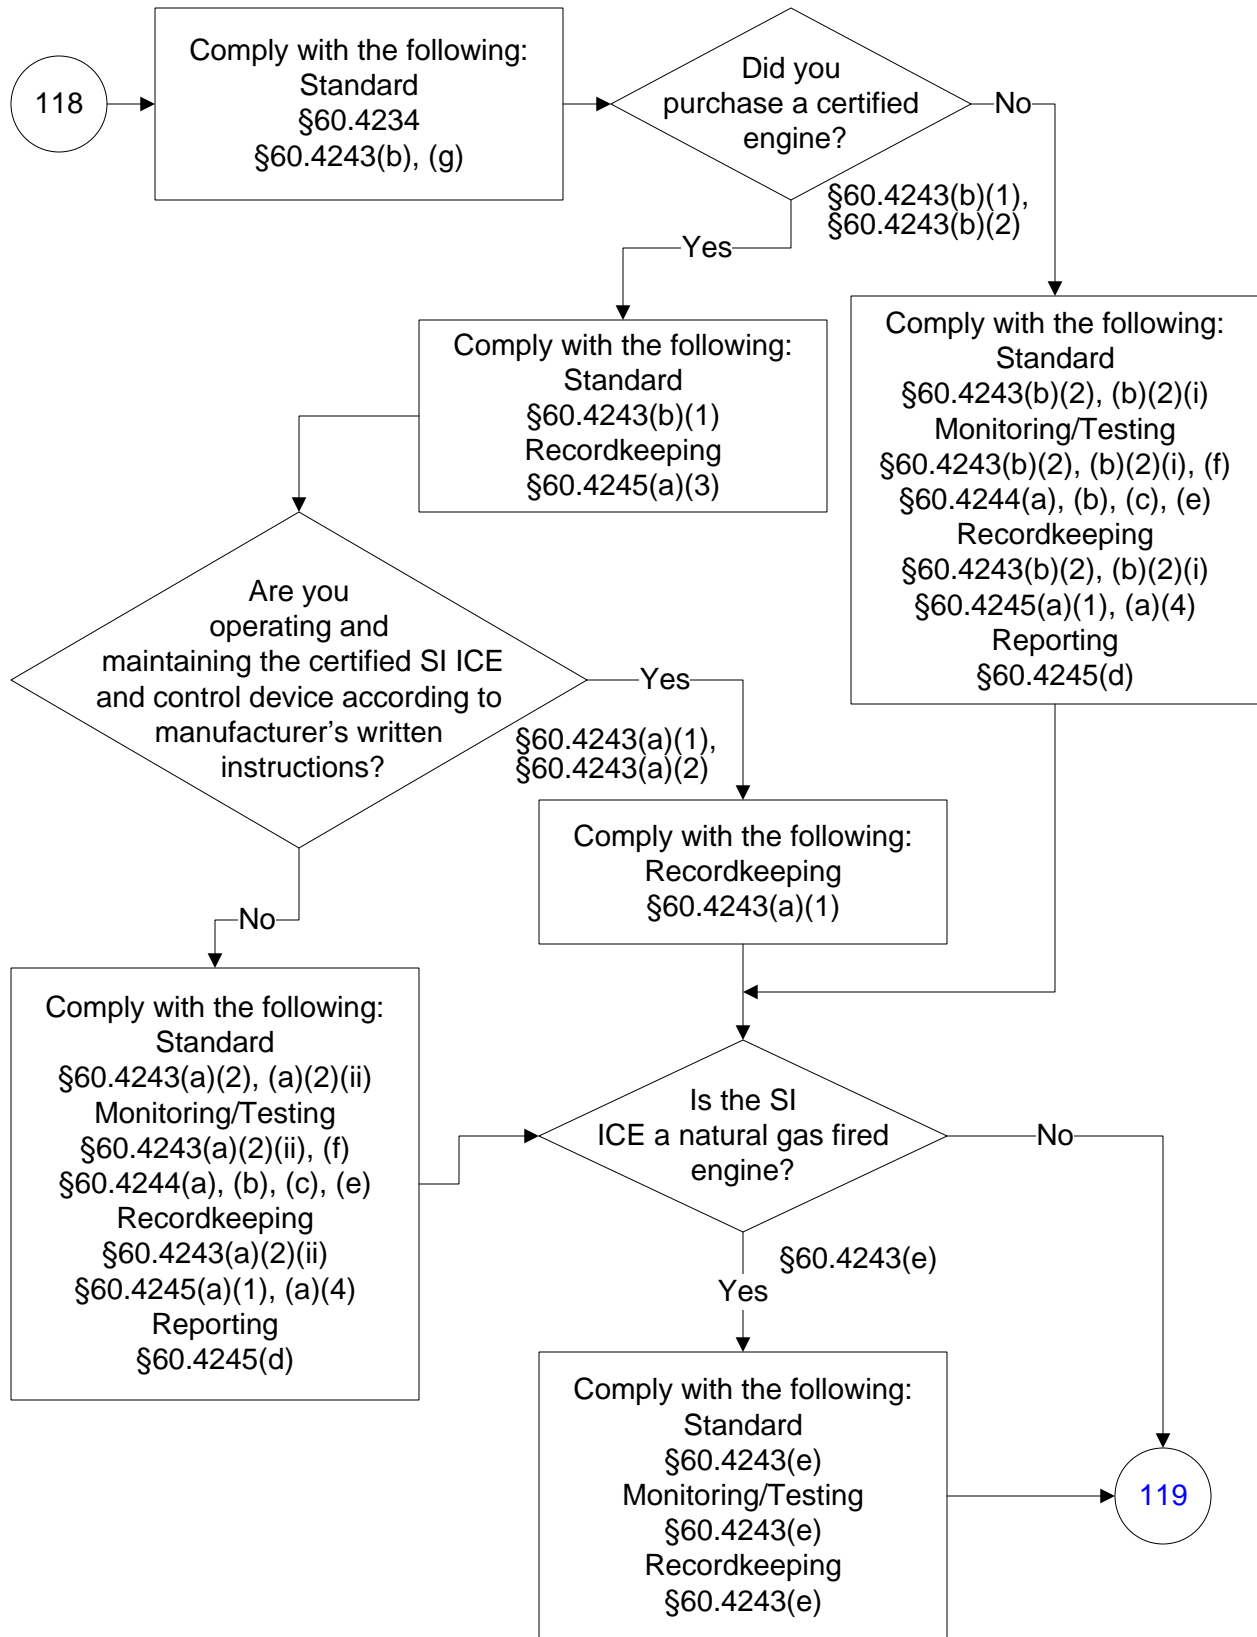 118
Comply with the following:
Standard
§60.4234
§60.4243(b), (g)
Did you
purchase a certified
engine?
No
§60.4243(b)(1),
§60.4243(b)(2)
Yes
Comply with the following:
Standard
§60.4243(b)(1)
Recordkeeping
§60.4245(a)(3)
Comply with the following:
Standard
§60.4243(b)(2), (b)(2)(i)
Monitoring/Testing
§60.4243(b)(2), (b)(2)(i), (f)
§60.4244(a), (b), (c), (e)
Recordkeeping
§60.4243(b)(2), (b)(2)(i)
§60.4245(a)(1), (a)(4)
Reporting
§60.4245(d)
Are you
operating and
maintaining the certified SI ICE
and control device according to
manufacturer’s written
instructions?
Yes
§60.4243(a)(1),
§60.4243(a)(2)
Comply with the following:
Recordkeeping
§60.4243(a)(1)
No
Comply with the following:
Standard
§60.4243(a)(2), (a)(2)(ii)
Monitoring/Testing
§60.4243(a)(2)(ii), (f)
§60.4244(a), (b), (c), (e)
Recordkeeping
§60.4243(a)(2)(ii)
§60.4245(a)(1), (a)(4)
Reporting
§60.4245(d)
Is the SI
ICE a natural gas fired
engine?
No
§60.4243(e)
Yes
Comply with the following:
Standard
§60.4243(e)
Monitoring/Testing
§60.4243(e)
Recordkeeping
§60.4243(e)
119